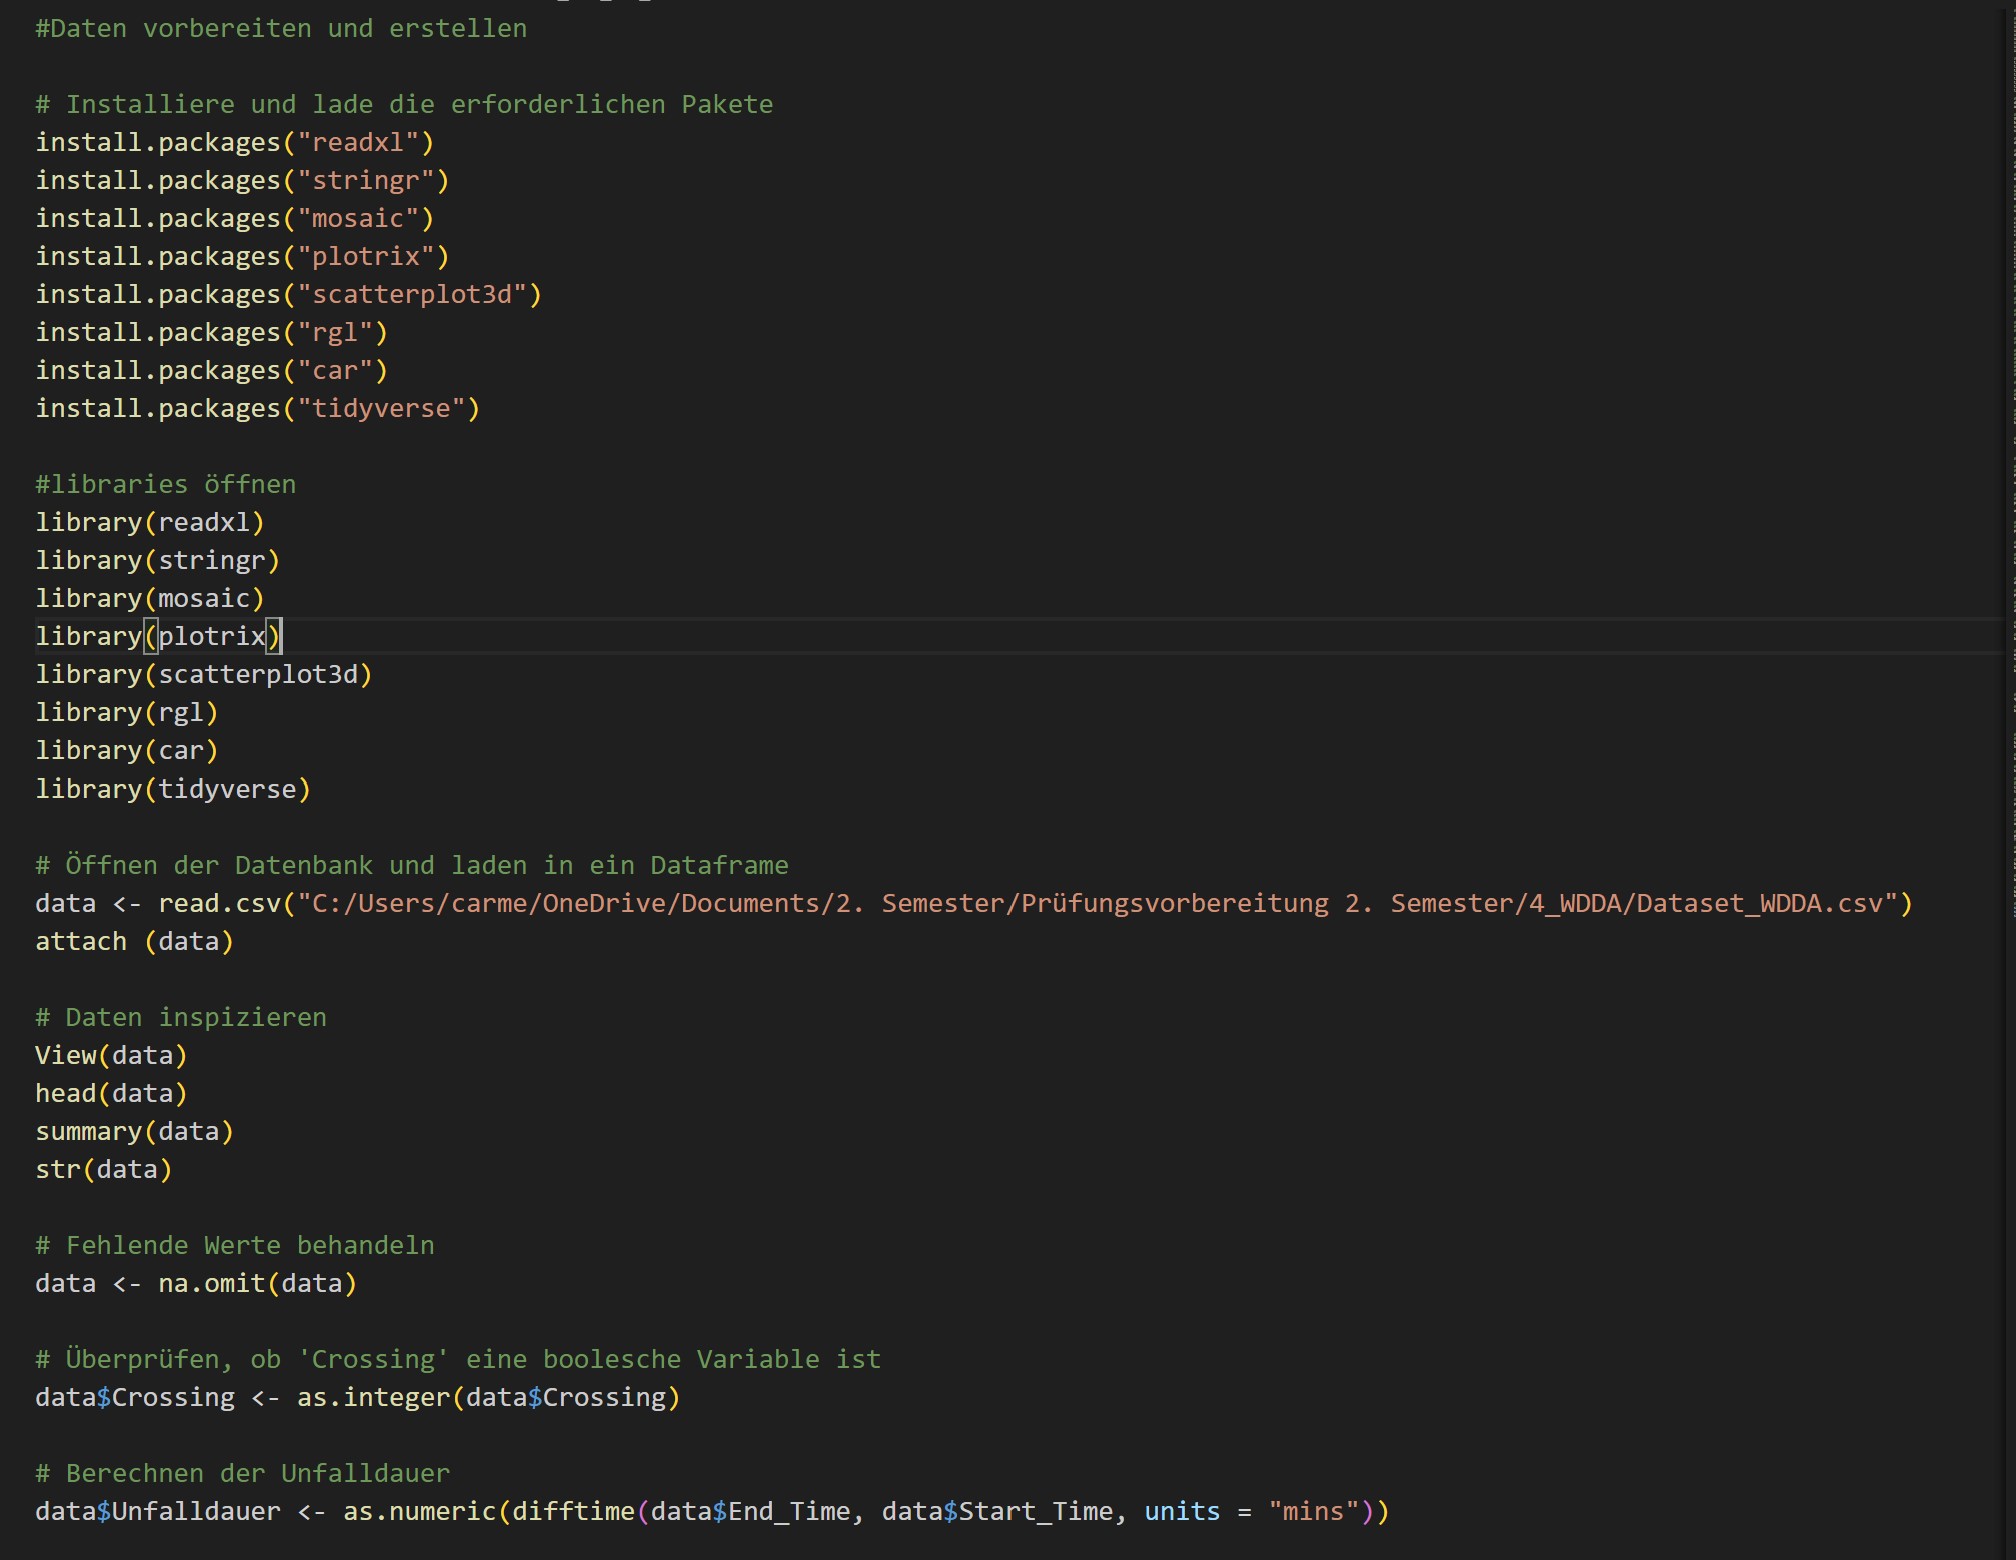 #Daten vorbereiten und erstellen
# Installiere und lade die erforderlichen Pakete
install.packages("readxl")
install.packages("stringr")
install.packages("mosaic")
install.packages("plotrix")
install.packages("scatterplot3d")
install.packages("rgl")
install.packages("car")
install.packages("tidyverse")
#libraries öffnen
library(readxl)
library(stringr)
library(mosaic)
library(plotrix)
library(scatterplot3d)
library(rgl)
library(car)
library(tidyverse)
# Öffnen der Datenbank und laden in ein Dataframe
data <- read.csv("C:/Users/carme/OneDrive/Documents/2. Semester/Prüfungsvorbereitung 2. Semester/4_WDDA/Dataset_WDDA.csv")
attach (data)
# Daten inspizieren
View(data)
head(data)
summary(data)
str(data)
# Fehlende Werte behandeln
data <- na.omit(data)
# Überprüfen, ob 'Crossing' eine boolesche Variable ist
data$Crossing <- as.integer(data$Crossing)
# Berechnen der Unfalldauer
data$Unfalldauer <- as.numeric(difftime(data$End_Time, data$Start_Time, units = "mins"))